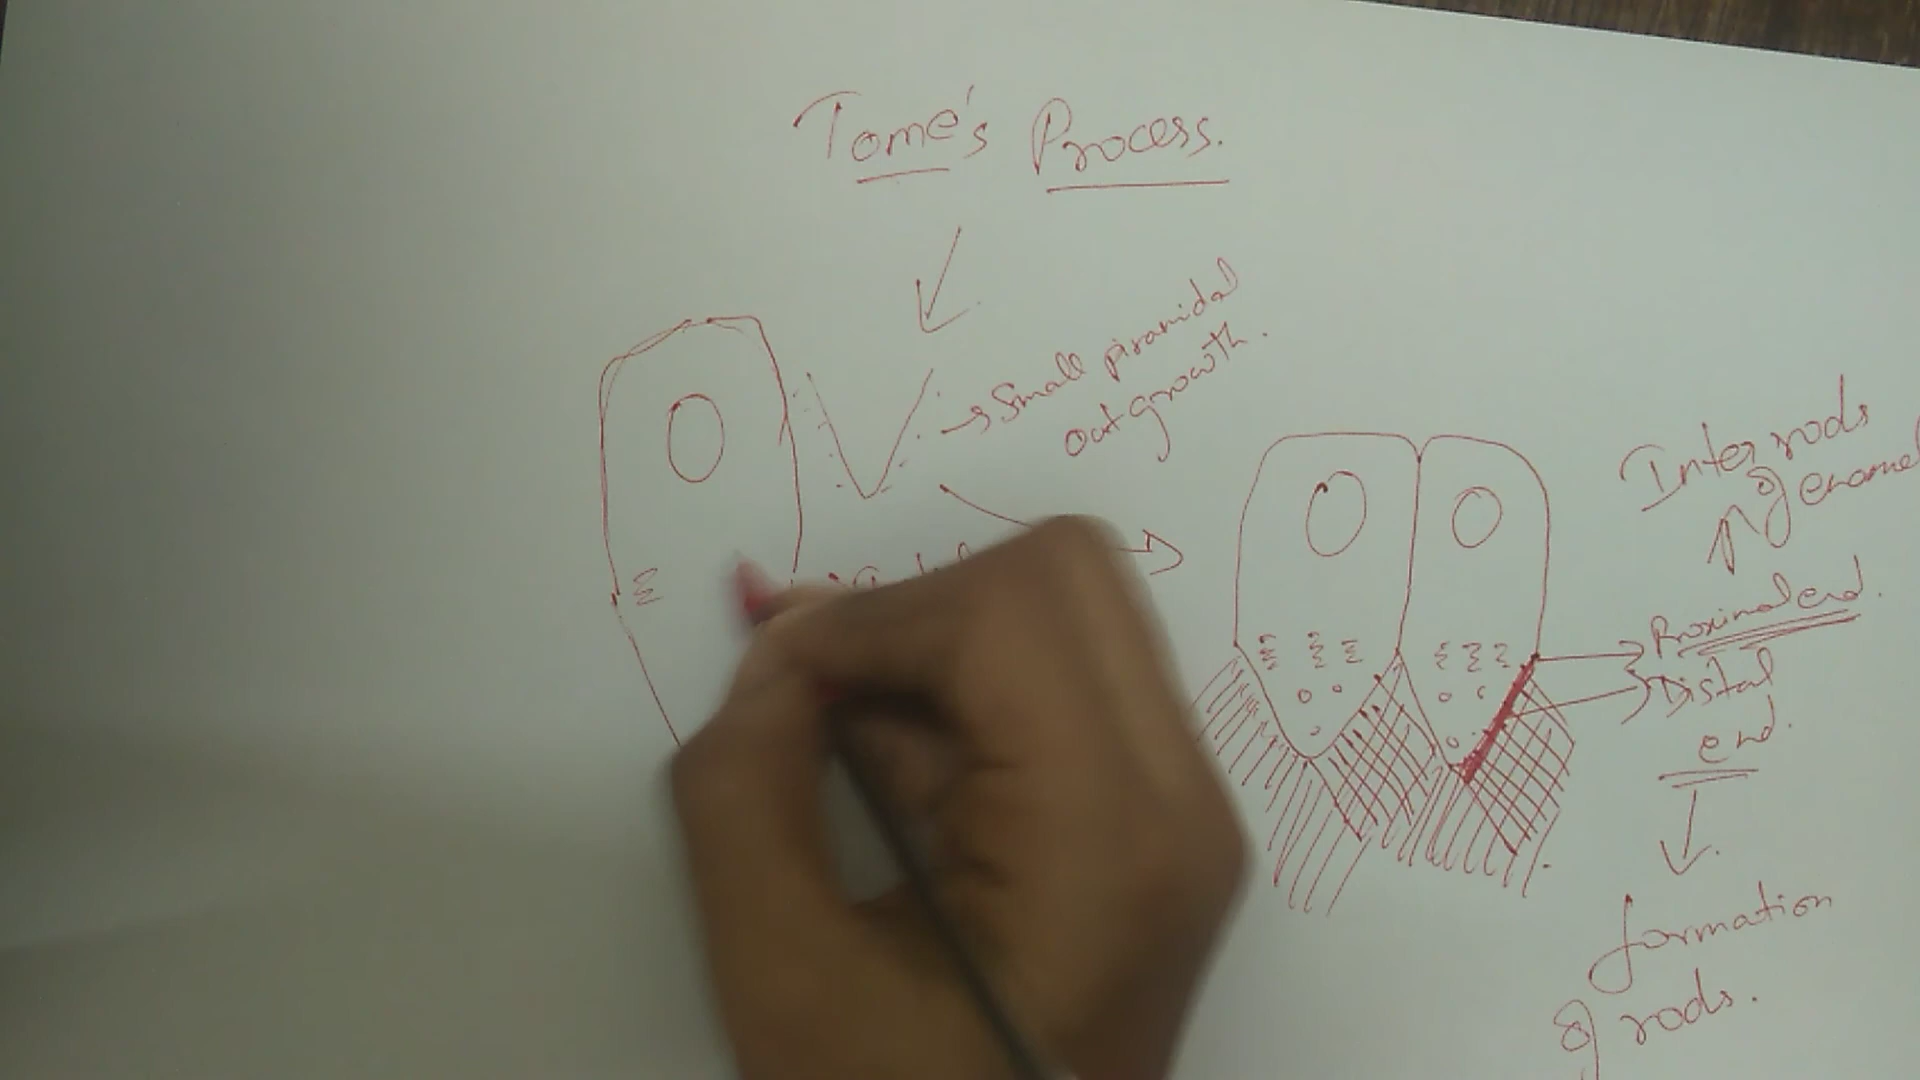 Tome's Process.
Small piramidal
out growth.
Inter rods
of enamel
Proximal end.
Distal
end.
formation
of rods.